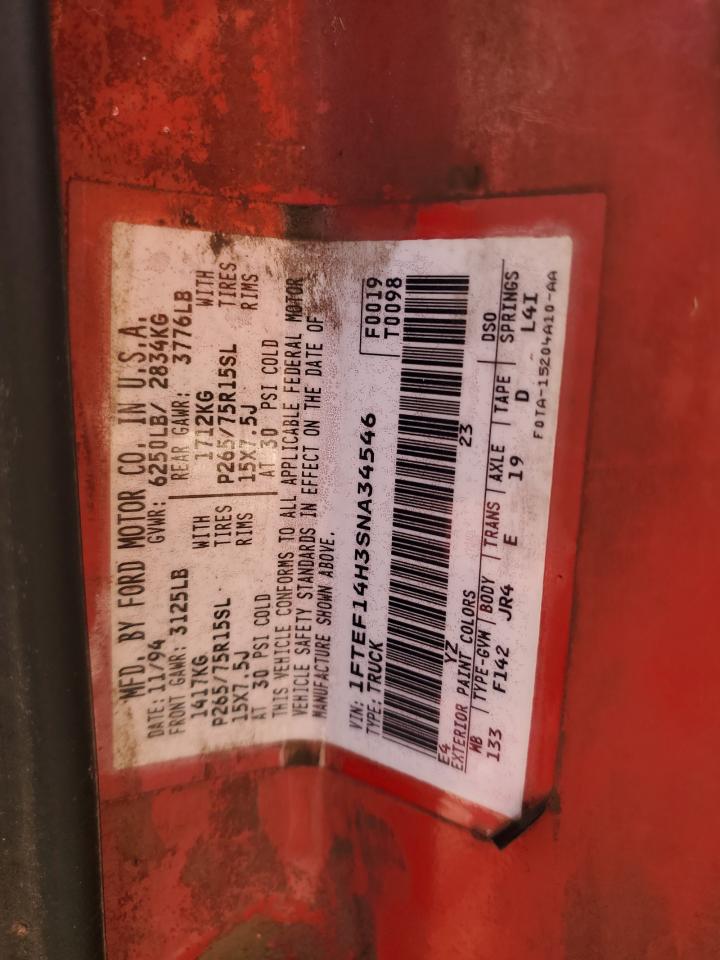 MFD. BY FORD MOTOR CO. IN U.S.A.
DATE: 11/94 GVWR: 6250LB/ 2834KG
FRONT GAWR: 3125LB REAR GAWR: 3776LB
1417KG WITH 1712KG WITH
P265/75R15SL TIRES P265/75R15SL TIRES
15X7.5J RIMS 15X7.5J RIMS
AT 30 PSI COLD AT 30 PSI COLD
THIS VEHICLE CONFORMS TO ALL APPLICABLE FEDERAL MOTOR
VEHICLE SAFETY STANDARDS IN EFFECT ON THE DATE OF
MANUFACTURE SHOWN ABOVE.
VIN: 1FTEF14H3SNA34546 F0019
TYPE: TRUCK T0098
E4 YZ 23
EXTERIOR PAINT COLORS DSO
WB TYPE-GVW BODY TRANS AXLE TAPE SPRINGS
133 F142 JR4 E 19 D L4I
F0TA-15204A10-AA